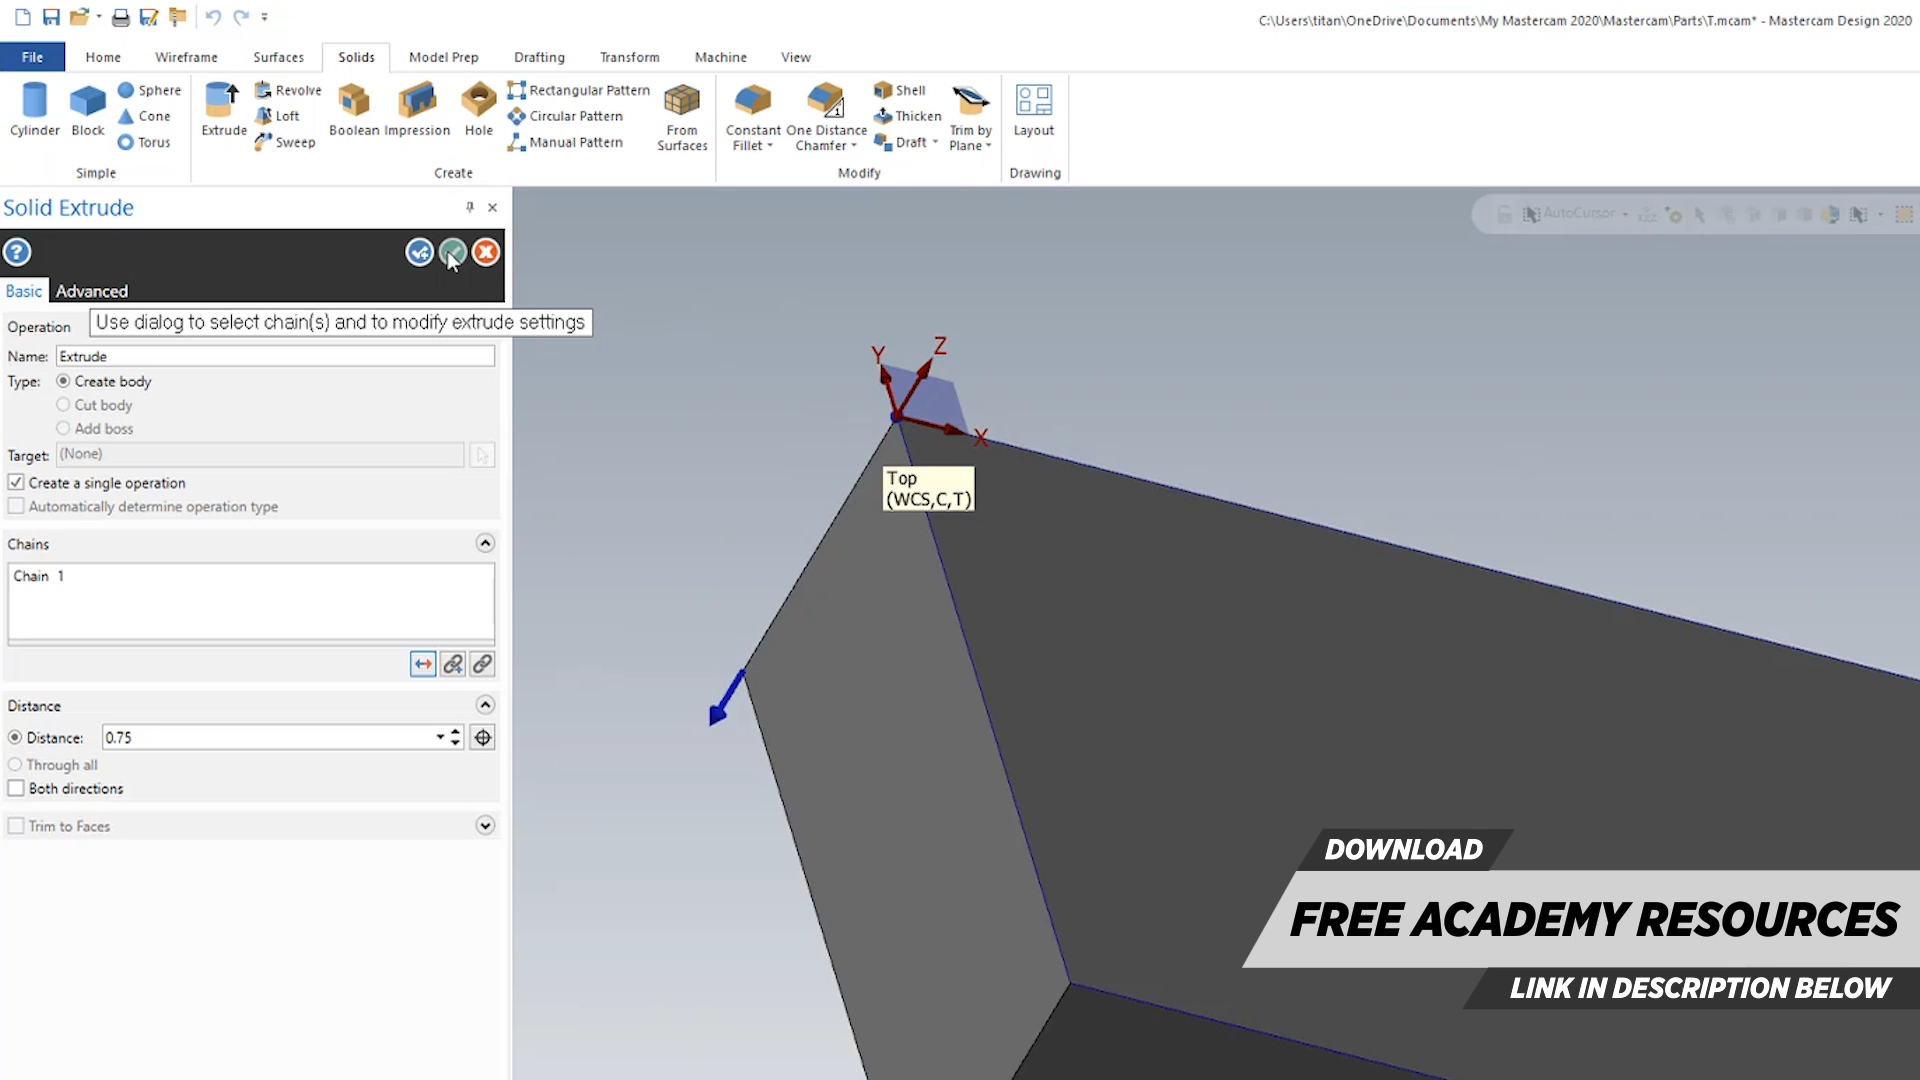 C:\Users\titan\OneDrive\Documents\My Mastercam 2020\Mastercam\Parts\T.mcam* - Mastercam Design 2020
File Home Wireframe Surfaces Solids Model Prep Drafting Transform Machine View
Cylinder
Block
Sphere
Cone
Torus
Simple
Extrude
Revolve
Loft
Sweep
Boolean
Impression
Hole
Rectangular Pattern
Circular Pattern
Manual Pattern
From
Surfaces
Create
Constant
Fillet
One Distance
Chamfer
Shell
Thicken
Draft
Trim by
Plane
Modify
Layout
Drawing
Solid Extrude
Basic Advanced
Use dialog to select chain(s) and to modify extrude settings
Operation
Name: Extrude
Type: Create body
Cut body
Add boss
Target: (None)
Create a single operation
Automatically determine operation type
Chains
Chain 1
Distance
Distance: 0.75
Through all
Both directions
Trim to Faces
AutoCursor
Y
Z
X
Top
(WCS,C,T)
DOWNLOAD
FREE ACADEMY RESOURCES
LINK IN DESCRIPTION BELOW